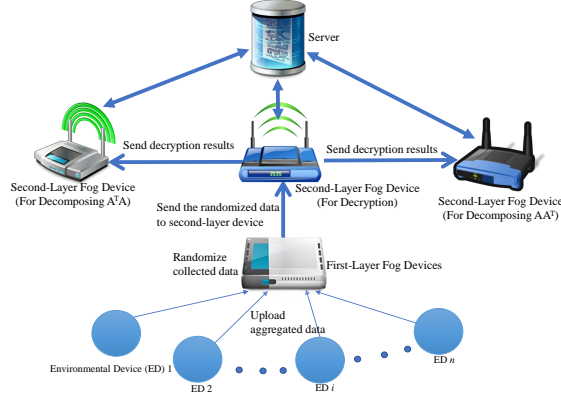 Server
Send decryption results
Send decryption results
Second-Layer Fog Device
(For Decomposing AᵀA)
Second-Layer Fog Device
(For Decryption)
Second-Layer Fog Device
(For Decomposing AAᵀ)
Send the randomized data
to second-layer device
Randomize
collected data
First-Layer Fog Devices
Upload
aggregated data
Environmental Device (ED) 1
ED 2
ED i
ED n